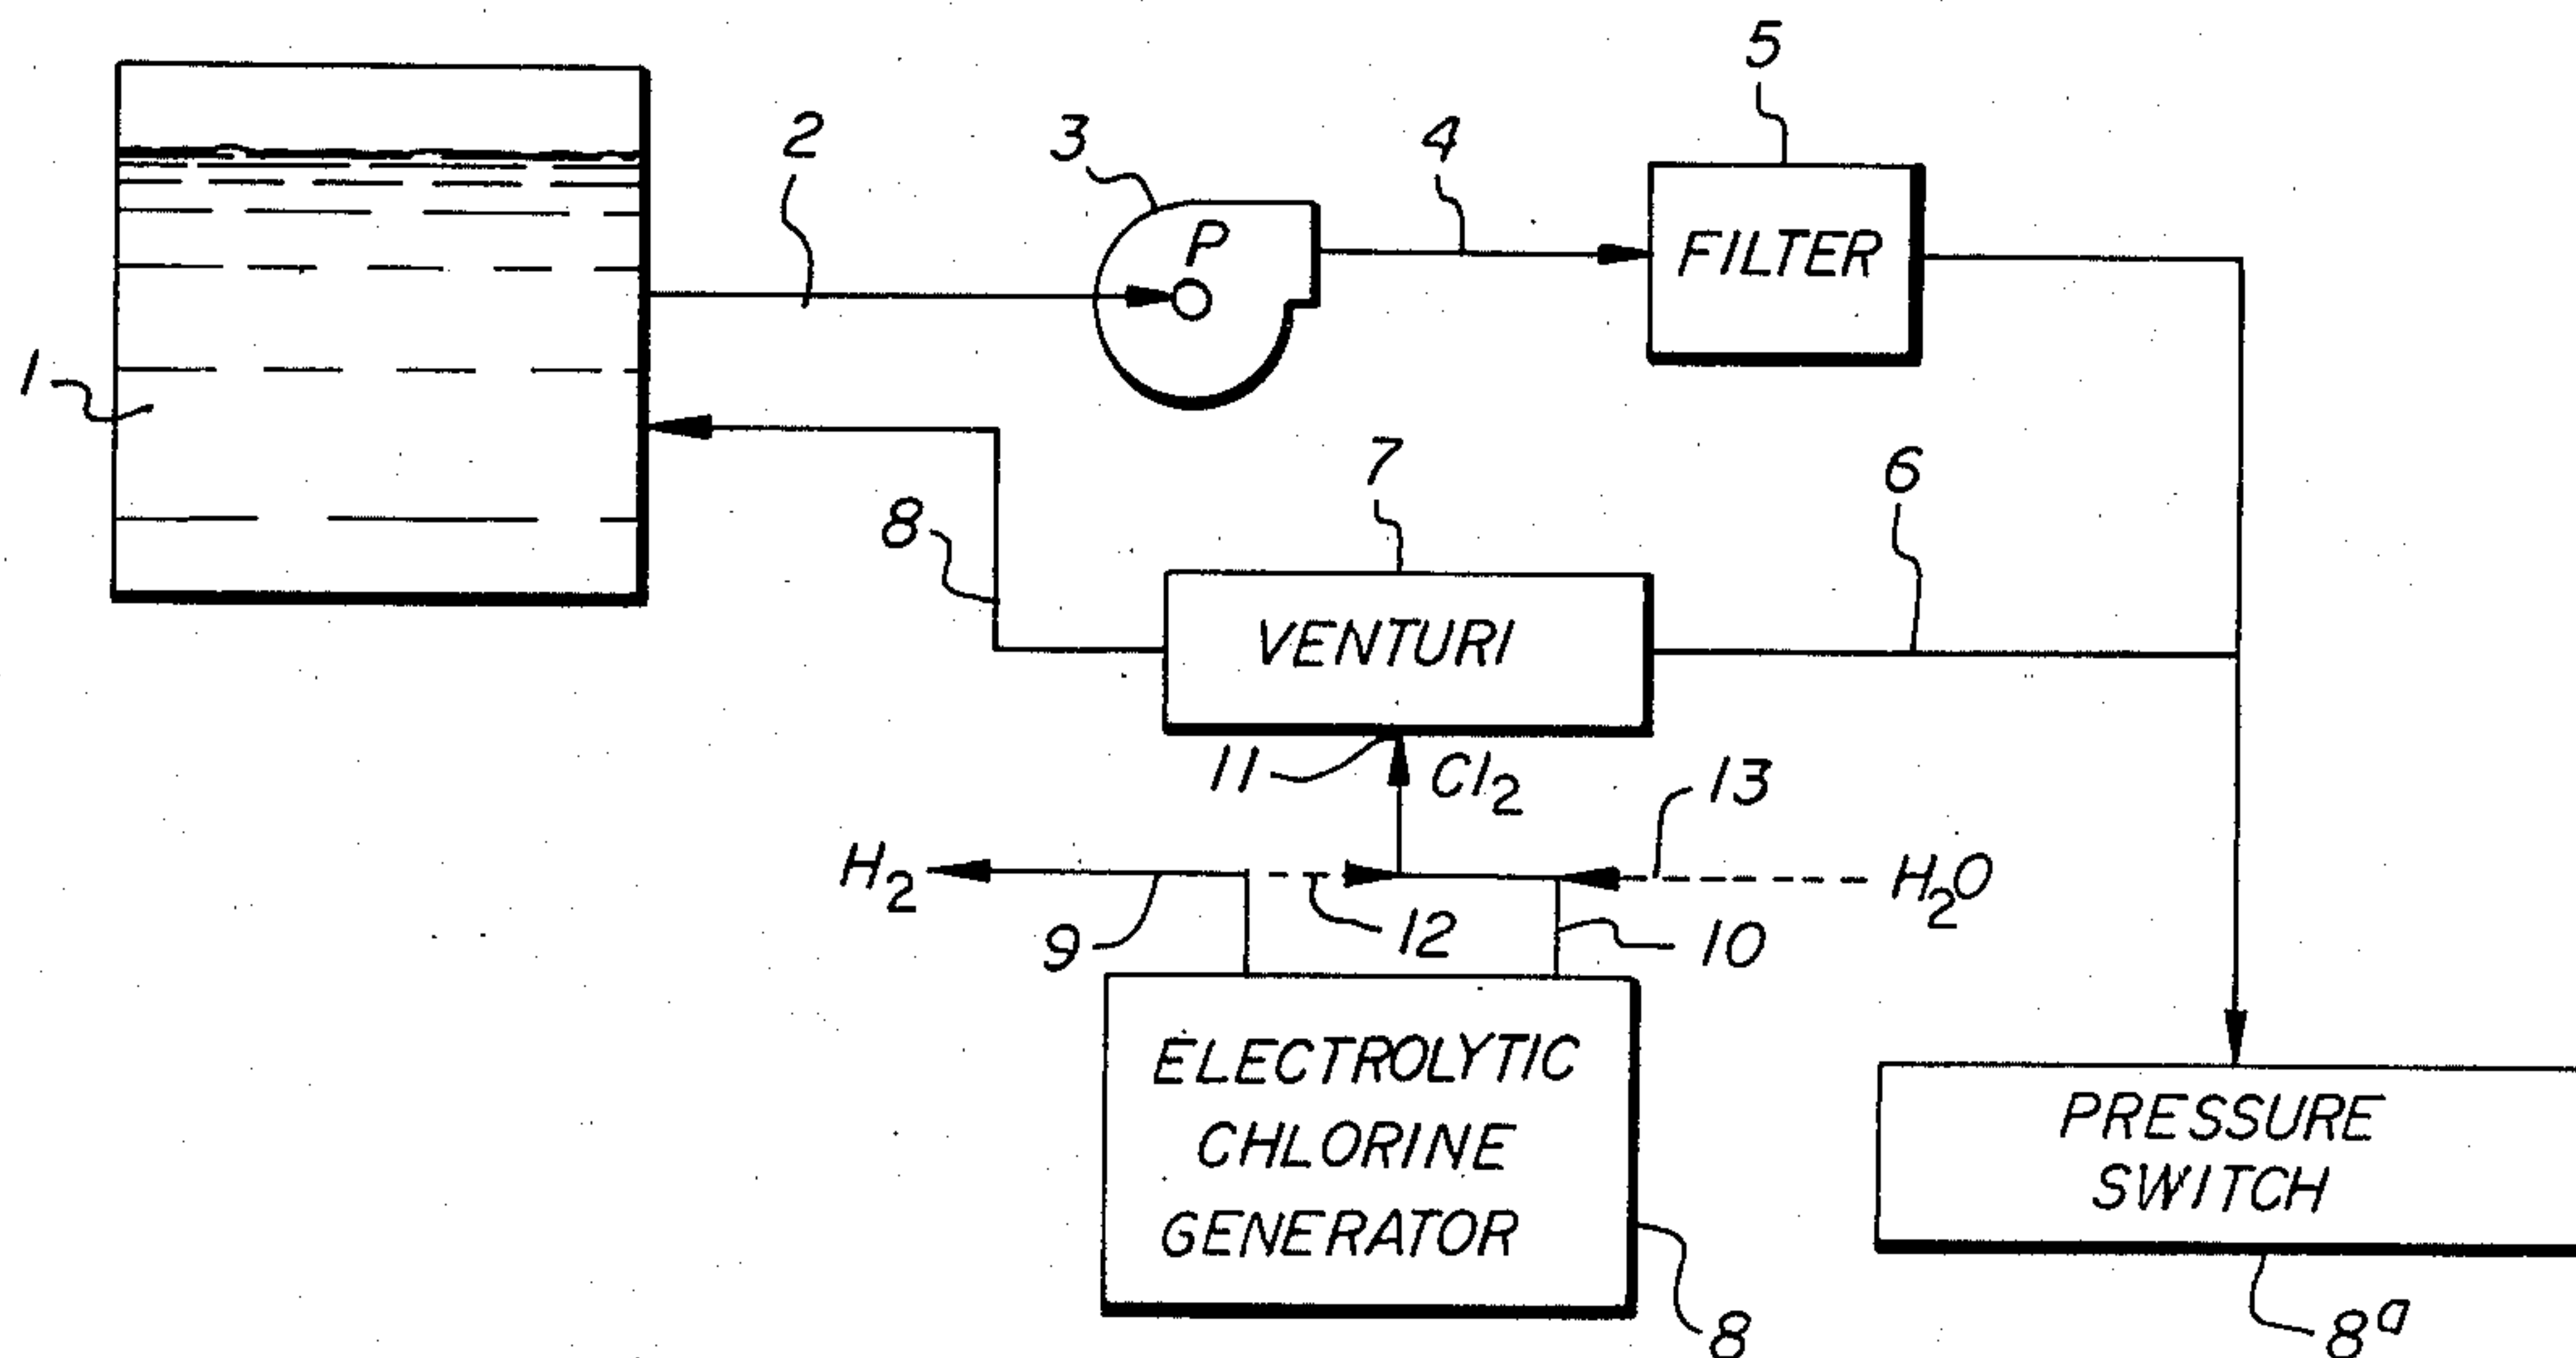 5
2
3
4
P
FILTER
1
7
6
8
VENTURI
11
Cl2
13
H2
H2O
9
12
10
ELECTROLYTIC
CHLORINE
GENERATOR
PRESSURE
SWITCH
8
8a